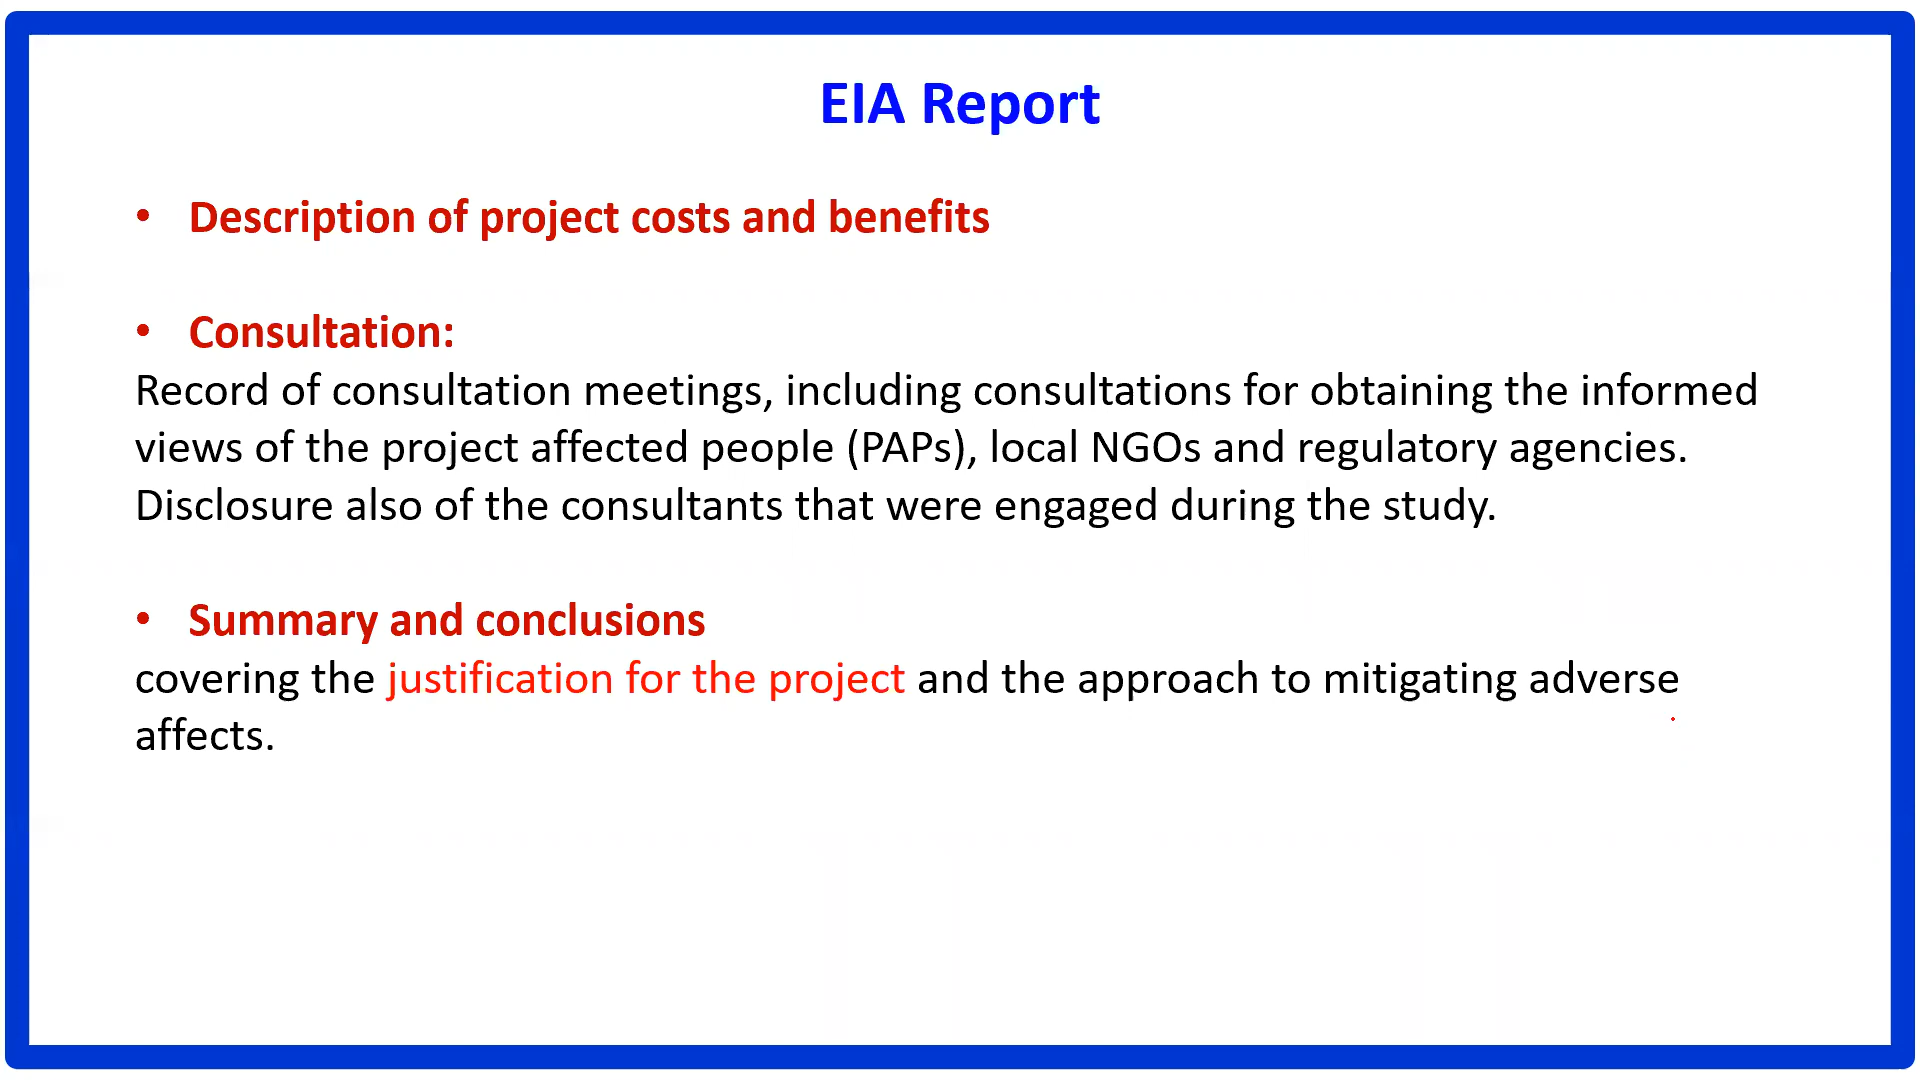 EIA Report
• Description of project costs and benefits
• Consultation:
Record of consultation meetings, including consultations for obtaining the informed
views of the project affected people (PAPs), local NGOs and regulatory agencies.
Disclosure also of the consultants that were engaged during the study.
• Summary and conclusions
covering the justification for the project and the approach to mitigating adverse
affects.